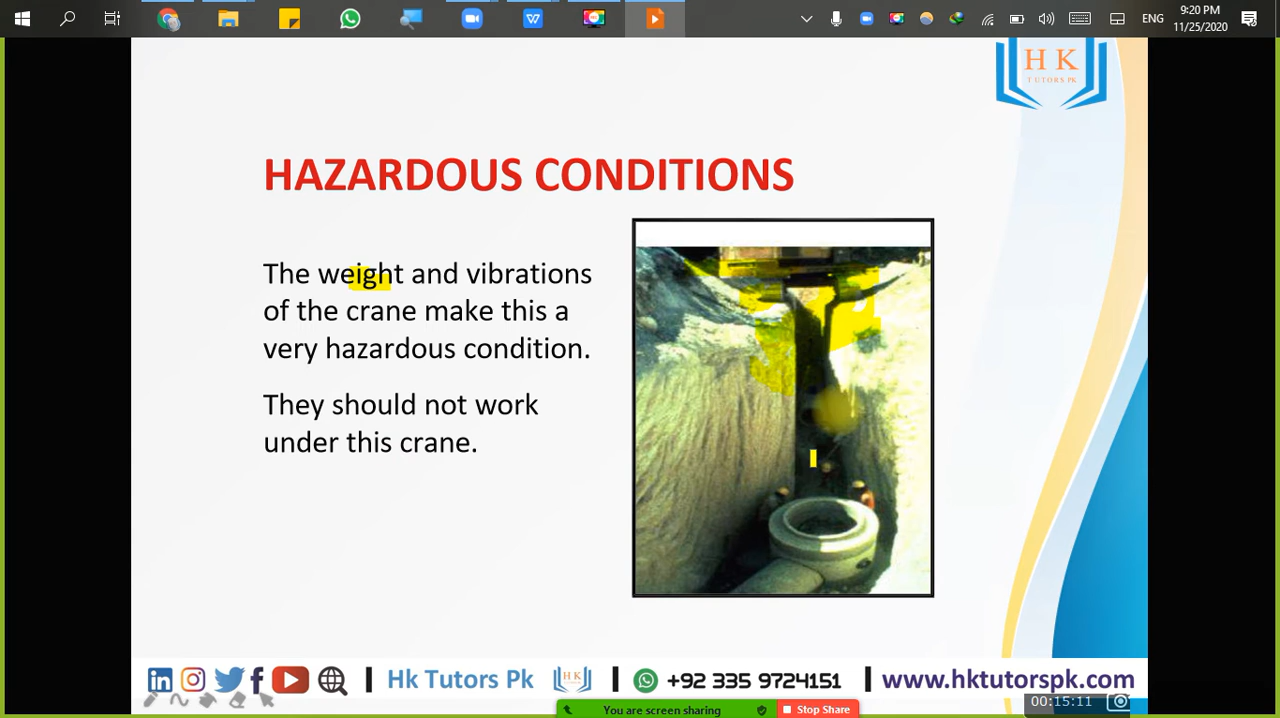 ENG
9:20 PM
11/25/2020
H K
TUTORS PK
HAZARDOUS CONDITIONS
The weight and vibrations
of the crane make this a
very hazardous condition.
They should not work
under this crane.
Hk Tutors Pk
HK
+92 335 9724151
www.hktutorspk.com
You are screen sharing
Stop Share
00:15:11